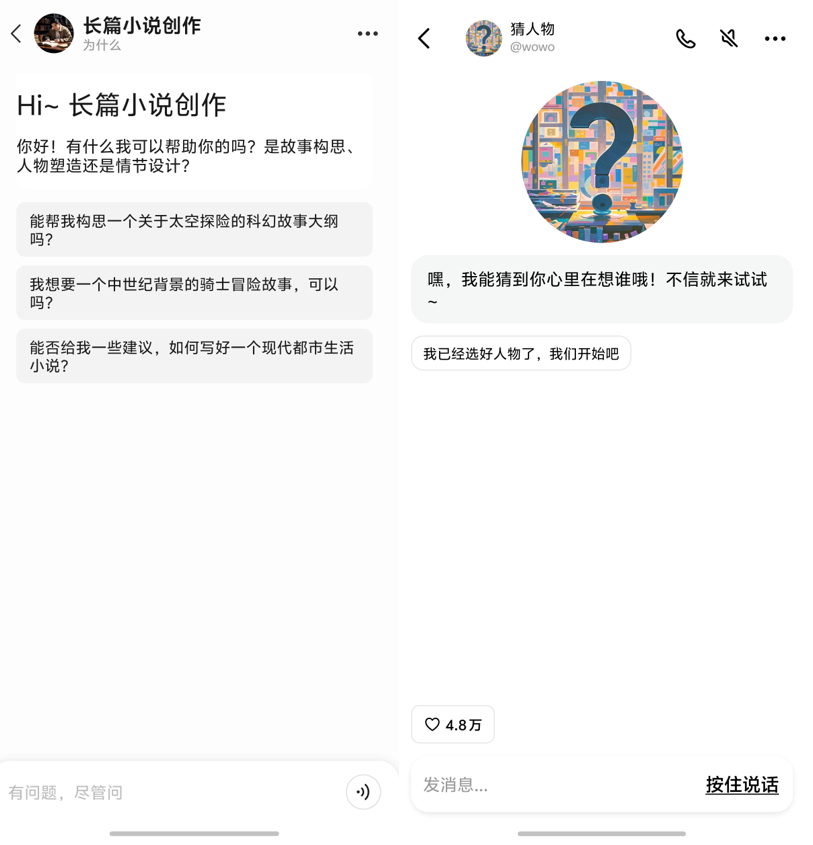 长篇小说创作
为什么
Hi~ 长篇小说创作
你好！有什么我可以帮助你的吗？是故事构思、
人物塑造还是情节设计？
能帮我构思一个关于太空探险的科幻故事大纲
吗？
我想要一个中世纪背景的骑士冒险故事，可以
吗？
能否给我一些建议，如何写好一个现代都市生活
小说？
有问题，尽管问
猜人物
@wowo
嘿，我能猜到你心里在想谁哦！不信就来试试
~
我已经选好人物了，我们开始吧
4.8万
发消息...
按住说话